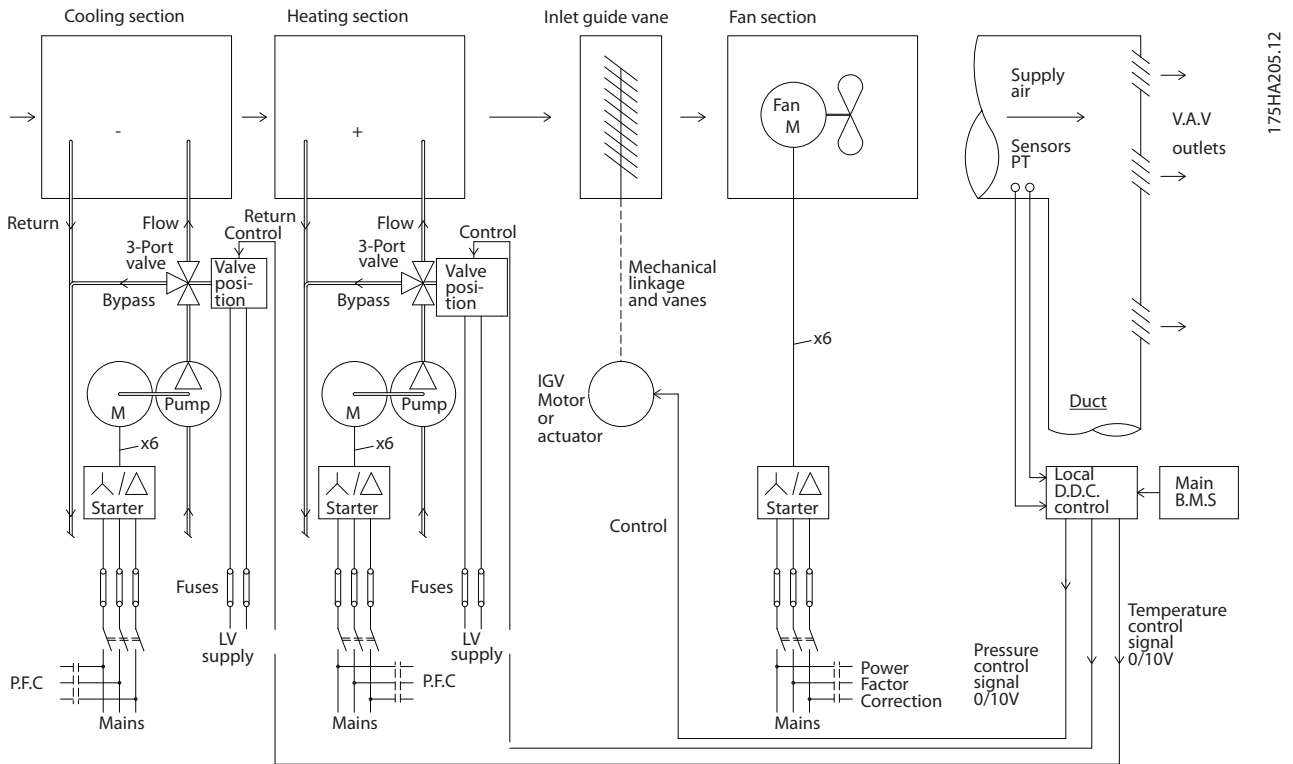 Cooling section
Heating section
Inlet guide vane
Fan section
175HA205.12
-
+
Fan
M
Supply
air
Sensors
PT
V.A.V
outlets
Return
Flow
Return
Control
3-Port
valve
Valve
posi-
tion
Bypass
Flow
Control
3-Port
valve
Valve
posi-
tion
Bypass
Mechanical
linkage
and vanes
x6
M
Pump
M
Pump
IGV
Motor
or
actuator
Duct
x6
x6
Starter
Starter
Starter
Local
D.D.C.
control
Main
B.M.S
Control
Fuses
Fuses
LV
supply
LV
supply
P.F.C
P.F.C
Mains
Mains
Mains
Power
Factor
Correction
Pressure
control
signal
0/10V
Temperature
control
signal
0/10V